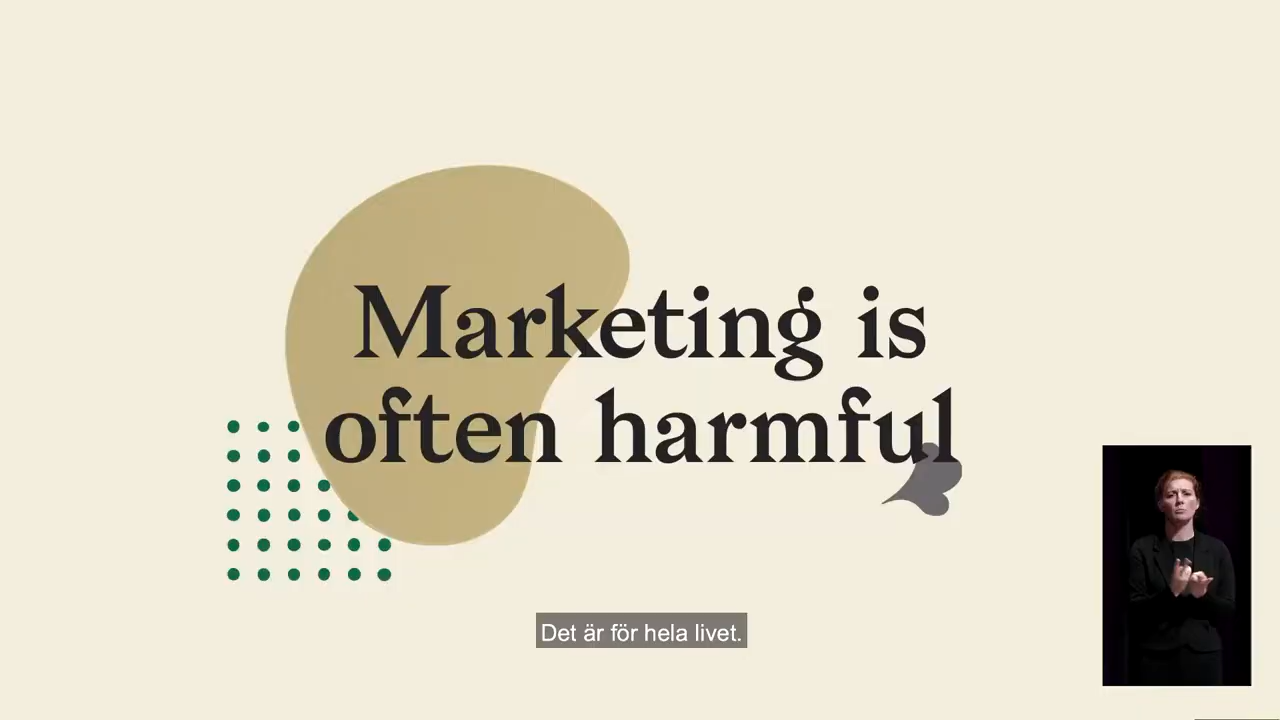 Marketing is
often harmful
Det är för hela livet.